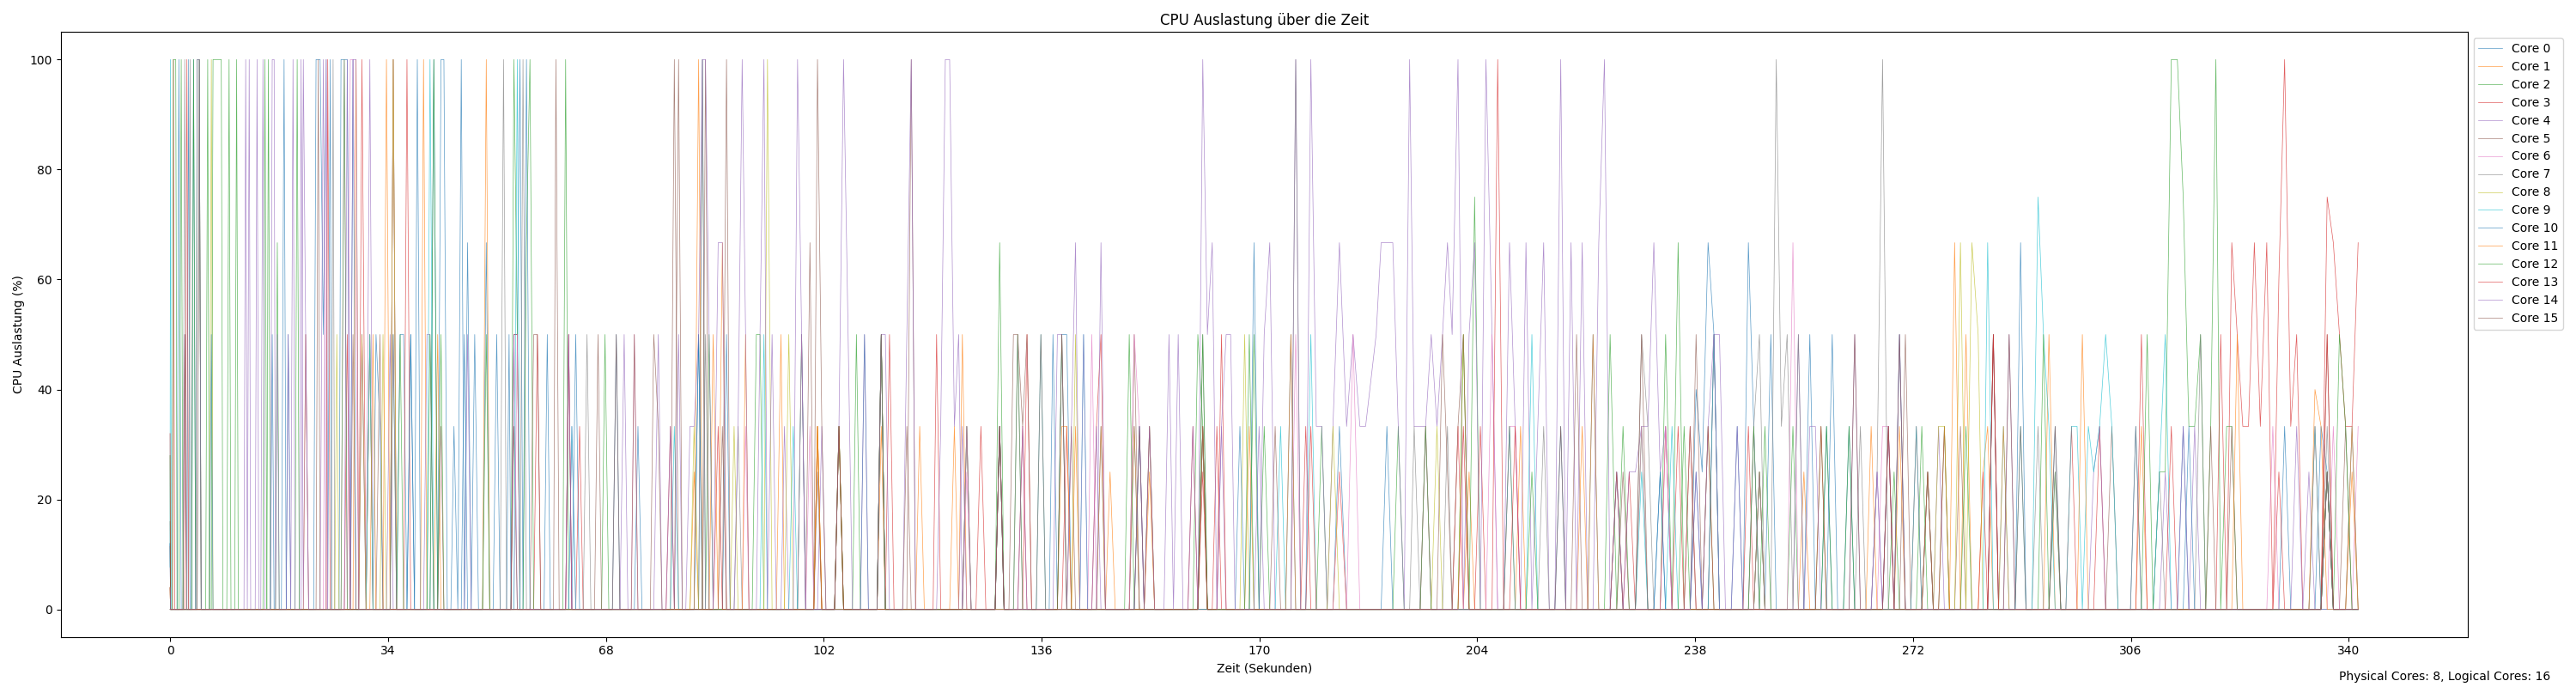 CPU Auslastung über die Zeit
100
80
60
40
20
0
CPU Auslastung (%)
0 34 68 102 136 170 204 238 272 306 340
Zeit (Sekunden)
Core 0
Core 1
Core 2
Core 3
Core 4
Core 5
Core 6
Core 7
Core 8
Core 9
Core 10
Core 11
Core 12
Core 13
Core 14
Core 15
Physical Cores: 8, Logical Cores: 16